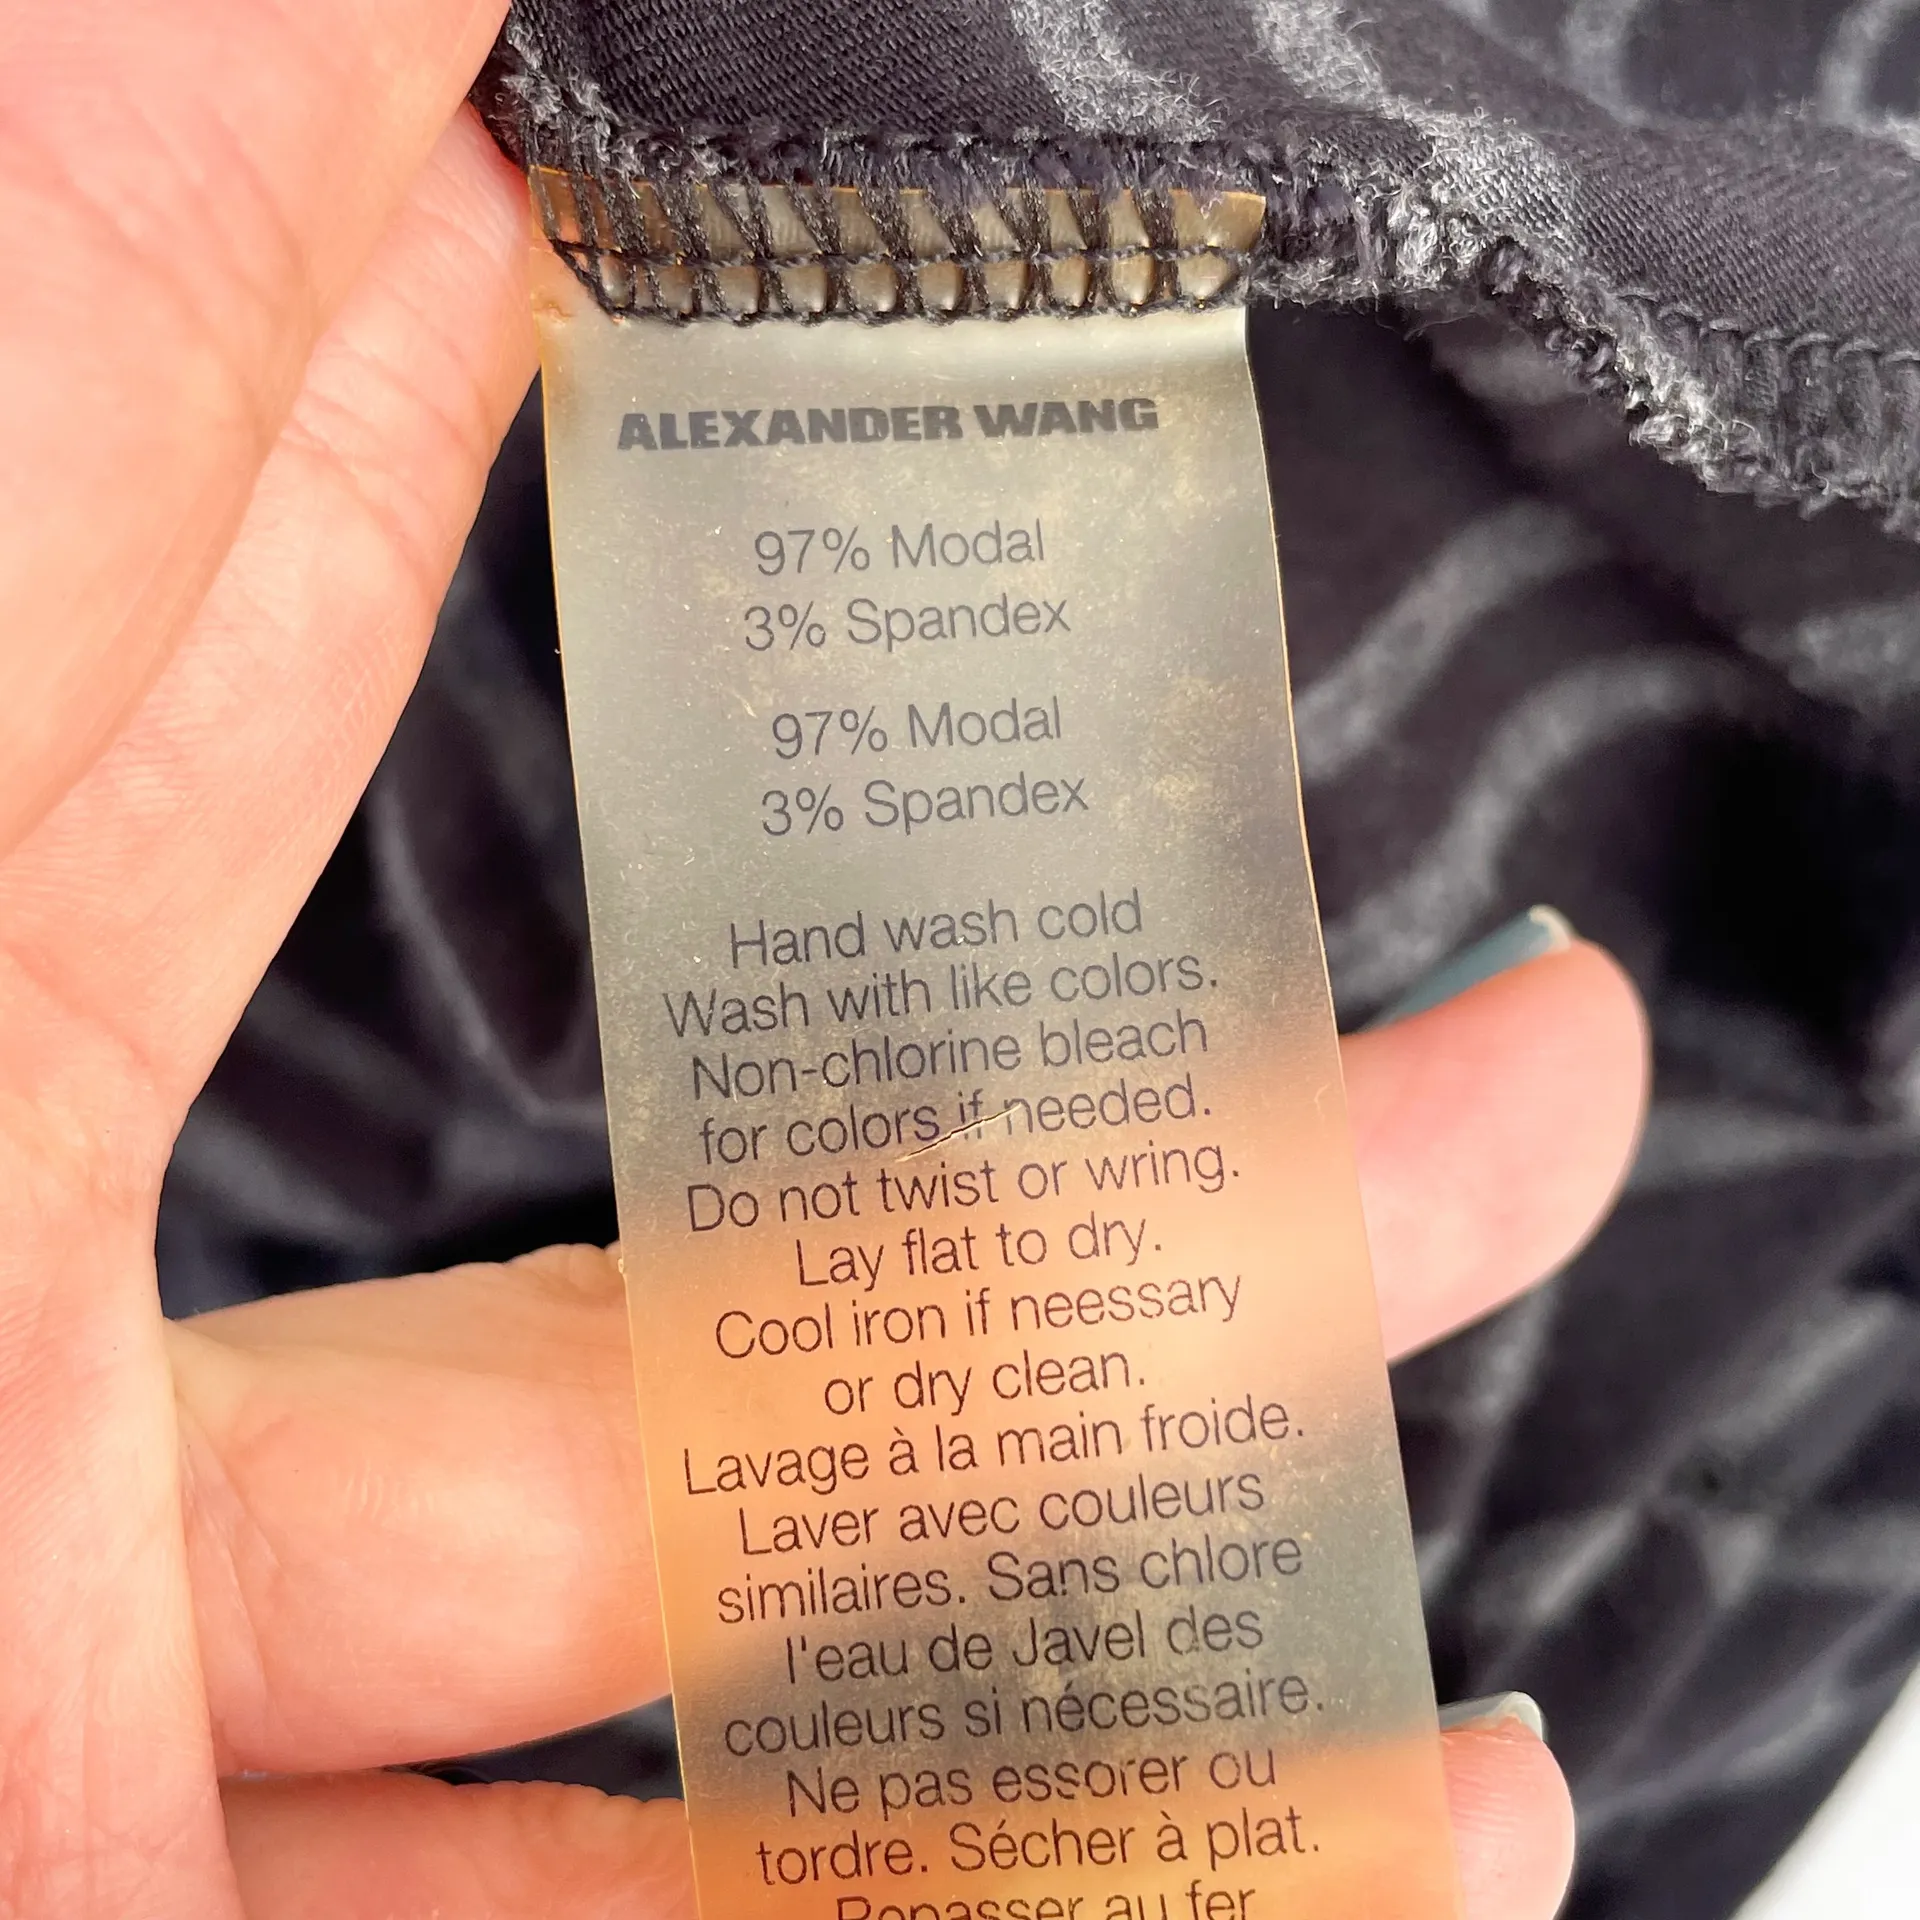 ALEXANDER WANG
97% Modal
3% Spandex
97% Modal
3% Spandex
Hand wash cold
Wash with like colors.
Non-chlorine bleach
for colors if needed.
Do not twist or wring.
Lay flat to dry.
Cool iron if neessary
or dry clean.
Lavage à la main froide.
Laver avec couleurs
similaires. Sans chlore
l'eau de Javel des
couleurs si nécessaire.
Ne pas essorer ou
tordre. Sécher à plat.
Repasser au fer